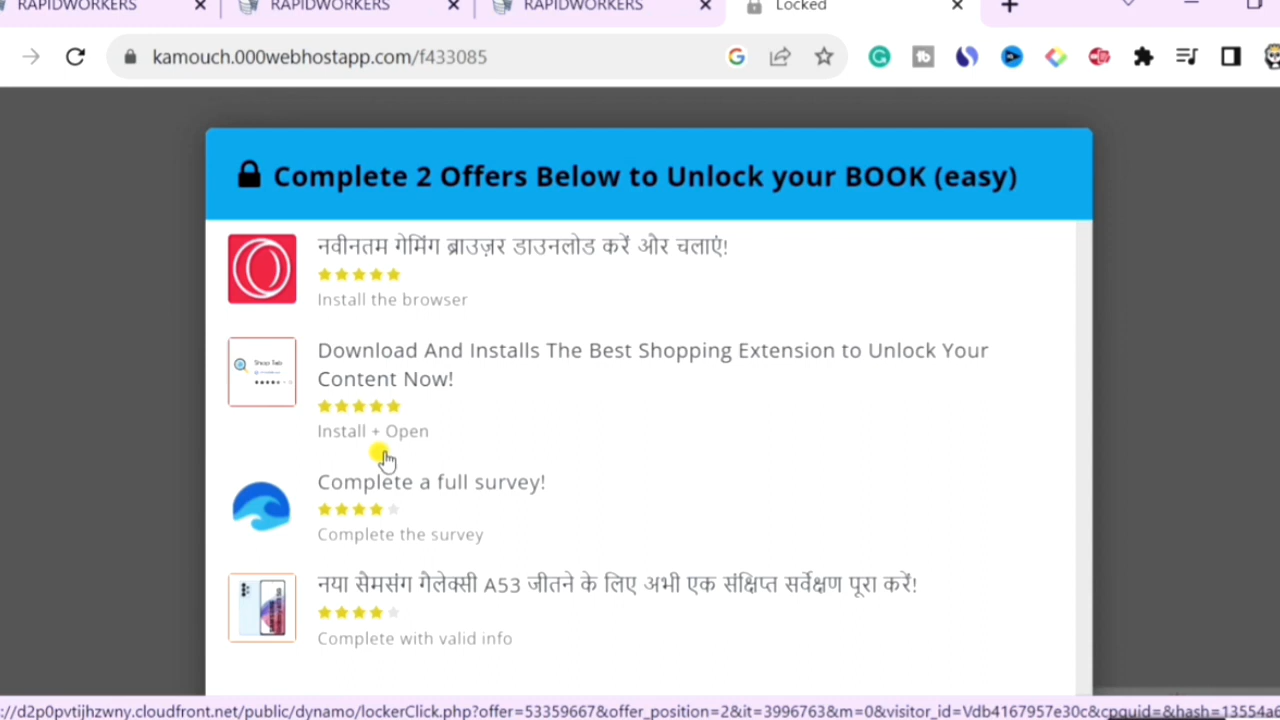 RAPIDWORKERS RAPIDWORKERS RAPIDWORKERS Locked
kamouch.000webhostapp.com/f433085
Complete 2 Offers Below to Unlock your BOOK (easy)
नवीनतम गेमिंग ब्राउज़र डाउनलोड करें और चलाएं!
Install the browser
Download And Installs The Best Shopping Extension to Unlock Your
Content Now!
Install + Open
Complete a full survey!
Complete the survey
नया सैमसंग गैलेक्सी A53 जीतने के लिए अभी एक संक्षिप्त सर्वेक्षण पूरा करें!
Complete with valid info
://d2p0pvtijhzwny.cloudfront.net/public/dynamo/lockerClick.php?offer=53359667&offer_position=2&it=3996763&m=0&visitor_id=Vdb4167957e30c&cpguid=&hash=13554a6